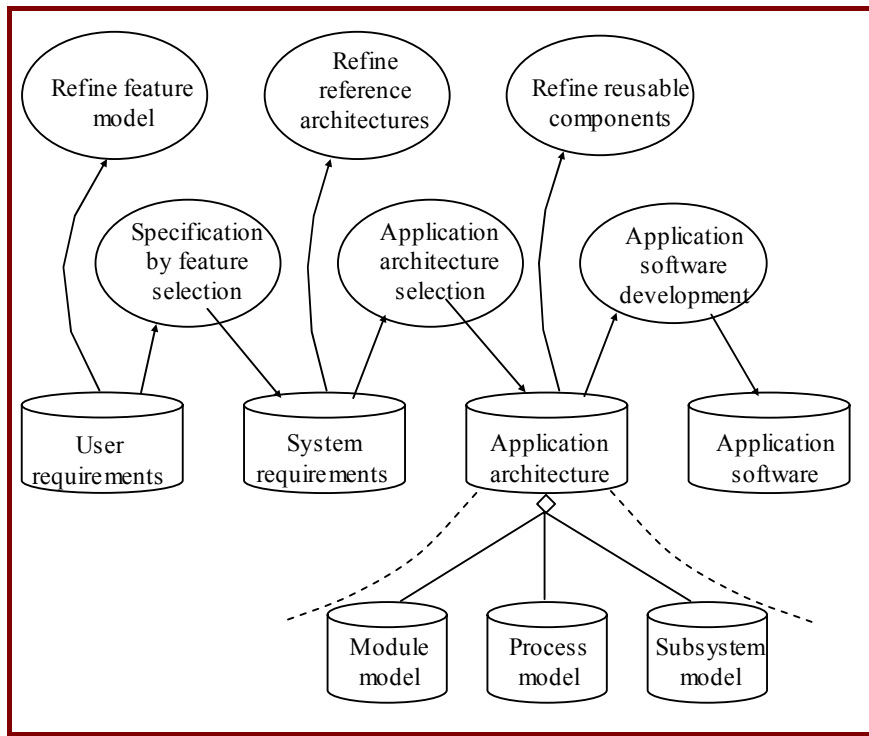 Refine feature
model
Refine
reference
architectures
Refine reusable
components
Specification
by feature
selection
Application
architecture
selection
Application
software
development
User
requirements
System
requirements
Application
architecture
Application
software
Module
model
Process
model
Subsystem
model